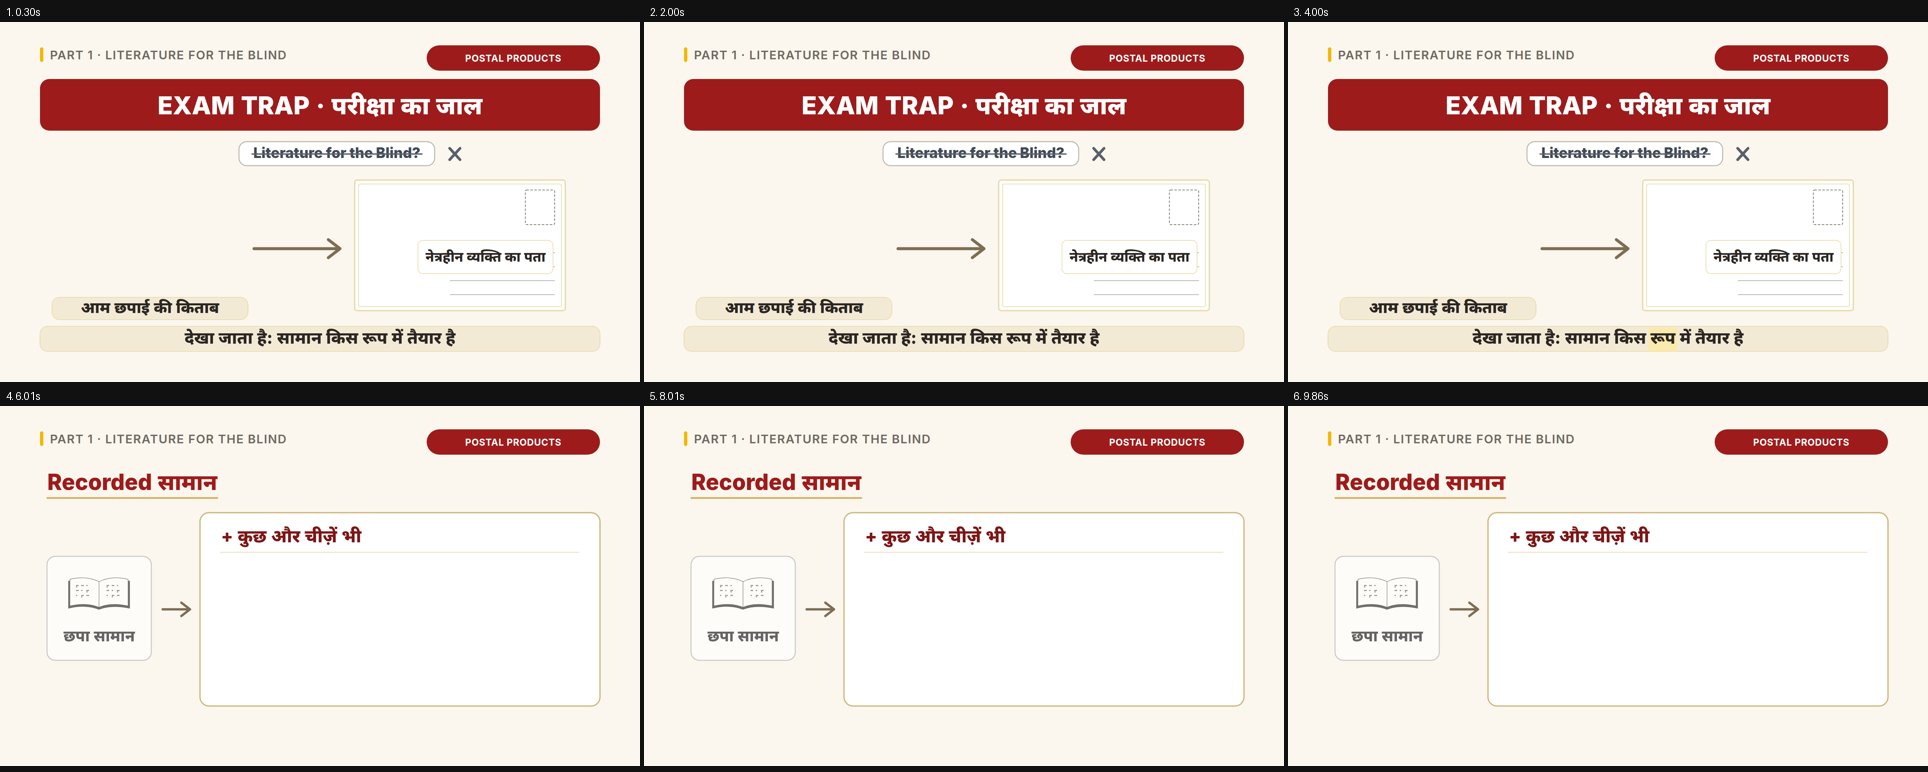 1. 0.30s
PART 1 · LITERATURE FOR THE BLIND
POSTAL PRODUCTS
EXAM TRAP · परीक्षा का जाल
Literature for the Blind?
नेत्रहीन व्यक्ति का पता
आम छपाई की किताब
देखा जाता है: सामान किस रूप में तैयार है
2. 2.00s
PART 1 · LITERATURE FOR THE BLIND
POSTAL PRODUCTS
EXAM TRAP · परीक्षा का जाल
Literature for the Blind?
नेत्रहीन व्यक्ति का पता
आम छपाई की किताब
देखा जाता है: सामान किस रूप में तैयार है
3. 4.00s
PART 1 · LITERATURE FOR THE BLIND
POSTAL PRODUCTS
EXAM TRAP · परीक्षा का जाल
Literature for the Blind?
नेत्रहीन व्यक्ति का पता
आम छपाई की किताब
देखा जाता है: सामान किस रूप में तैयार है
4. 6.01s
PART 1 · LITERATURE FOR THE BLIND
POSTAL PRODUCTS
Recorded सामान
+ कुछ और चीज़ें भी
छपा सामान
5. 8.01s
PART 1 · LITERATURE FOR THE BLIND
POSTAL PRODUCTS
Recorded सामान
+ कुछ और चीज़ें भी
छपा सामान
6. 9.86s
PART 1 · LITERATURE FOR THE BLIND
POSTAL PRODUCTS
Recorded सामान
+ कुछ और चीज़ें भी
छपा सामान